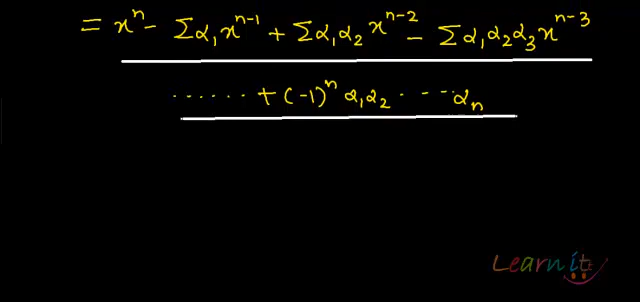 = xⁿ - Σα₁xⁿ⁻¹ + Σα₁α₂xⁿ⁻² - Σα₁α₂α₃xⁿ⁻³
....... + (-1)ⁿ α₁α₂ ..... αₙ
Learnit